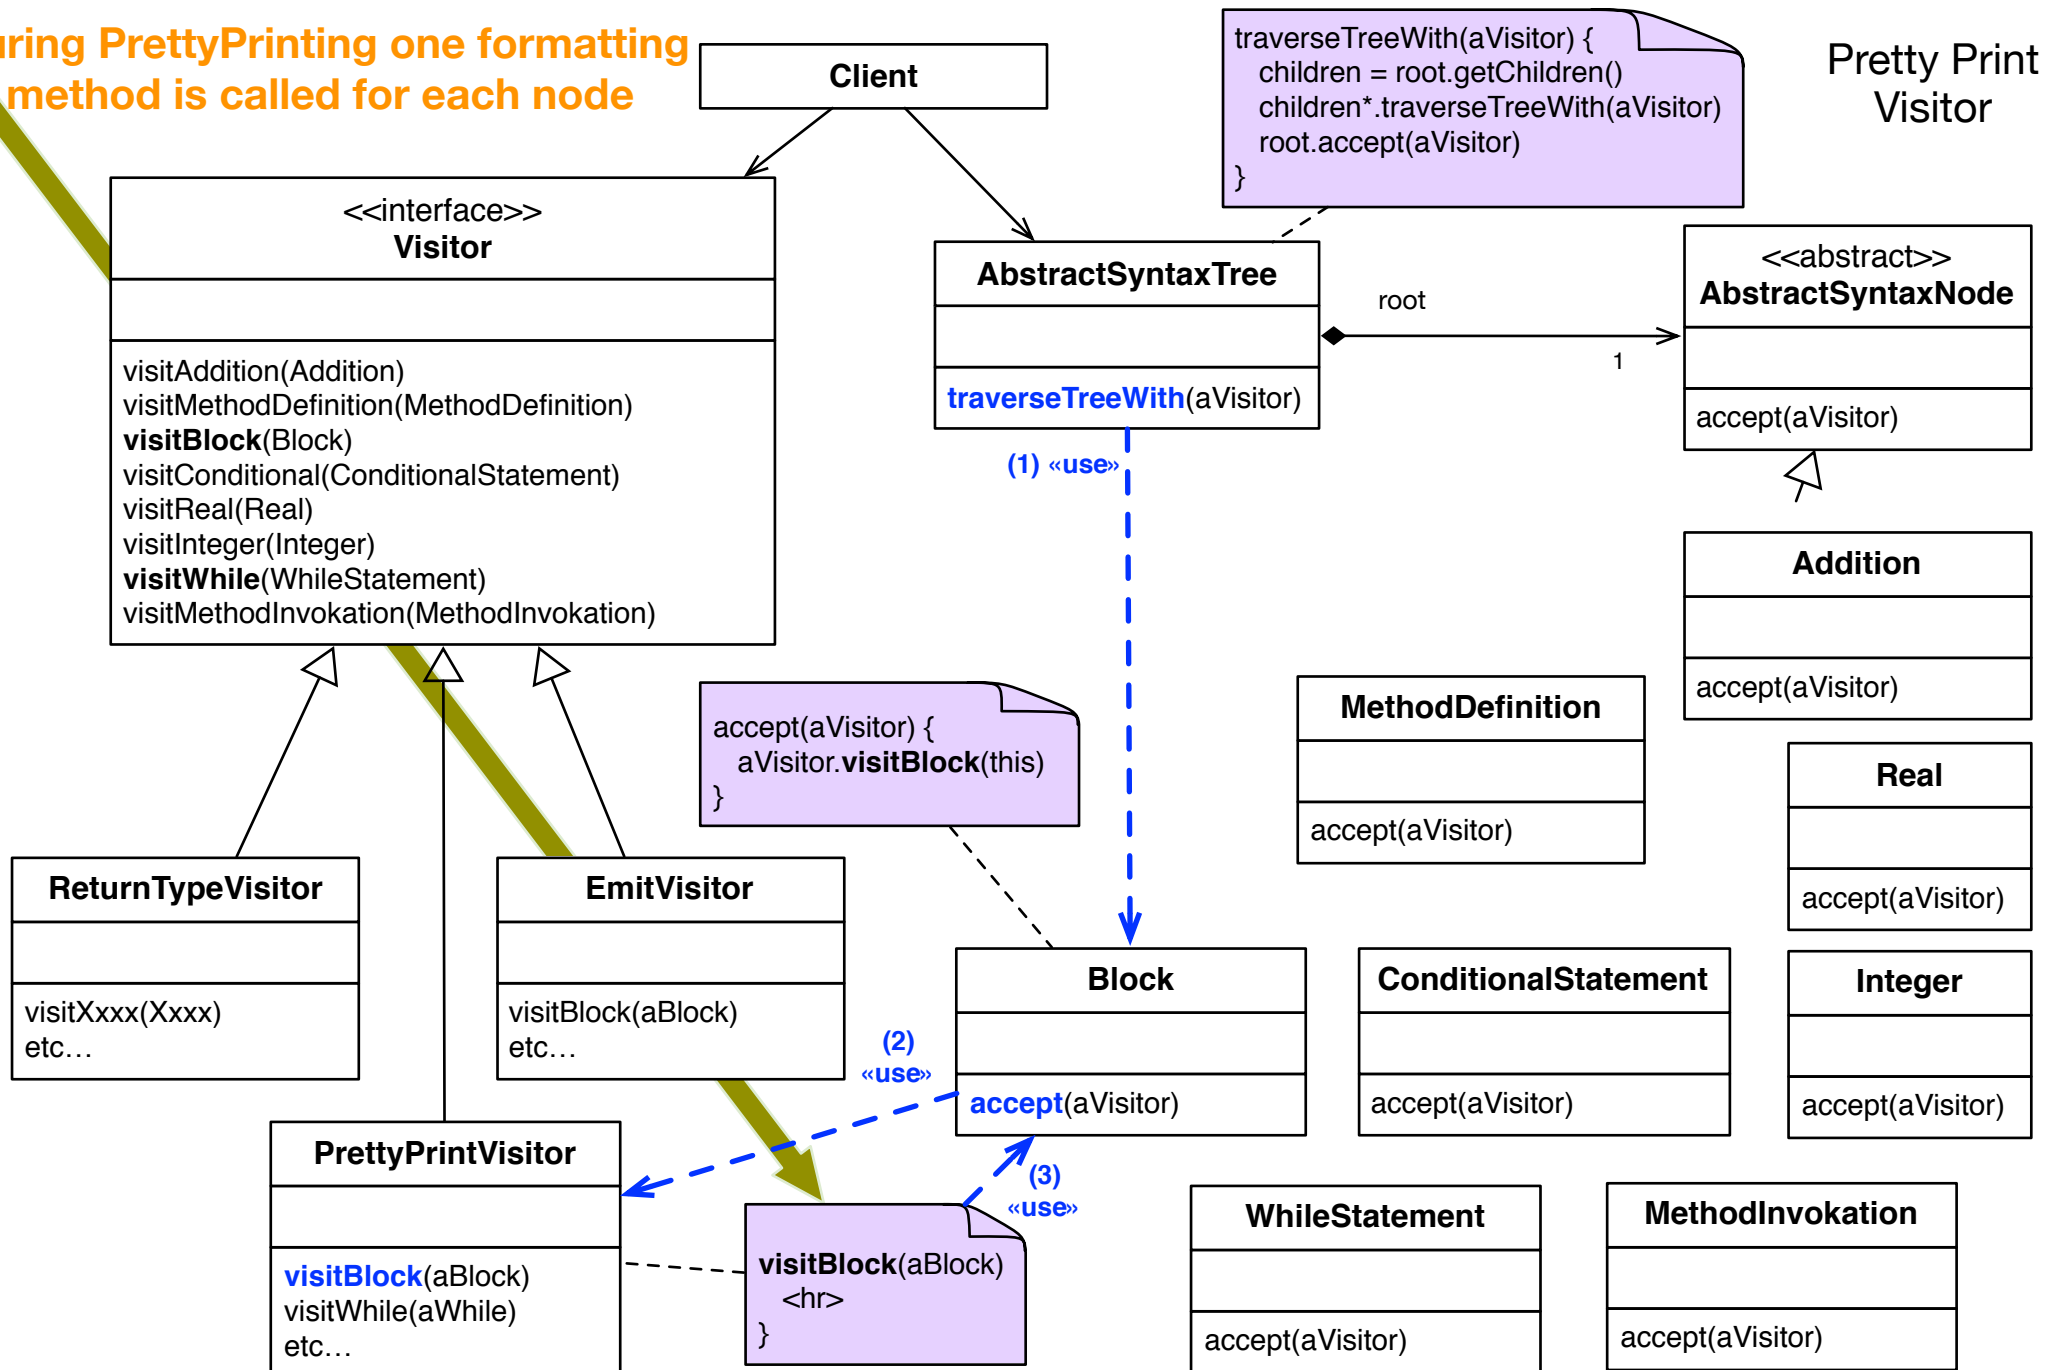 uring PrettyPrinting one formatting
method is called for each node
Pretty Print
Visitor
Client
traverseTreeWith(aVisitor) {
children = root.getChildren()
children*.traverseTreeWith(aVisitor)
root.accept(aVisitor)
}
<<interface>>
Visitor
visitAddition(Addition)
visitMethodDefinition(MethodDefinition)
visitBlock(Block)
visitConditional(ConditionalStatement)
visitReal(Real)
visitInteger(Integer)
visitWhile(WhileStatement)
visitMethodInvokation(MethodInvokation)
AbstractSyntaxTree
traverseTreeWith(aVisitor)
root
1
<<abstract>>
AbstractSyntaxNode
accept(aVisitor)
(1) «use»
Addition
accept(aVisitor)
accept(aVisitor) {
aVisitor.visitBlock(this)
}
MethodDefinition
accept(aVisitor)
Real
accept(aVisitor)
ReturnTypeVisitor
visitXxxx(Xxxx)
etc…
EmitVisitor
visitBlock(aBlock)
etc…
Block
accept(aVisitor)
ConditionalStatement
accept(aVisitor)
Integer
accept(aVisitor)
(2)
«use»
(3)
«use»
PrettyPrintVisitor
visitBlock(aBlock)
visitWhile(aWhile)
etc…
visitBlock(aBlock)
<hr>
}
WhileStatement
accept(aVisitor)
MethodInvokation
accept(aVisitor)